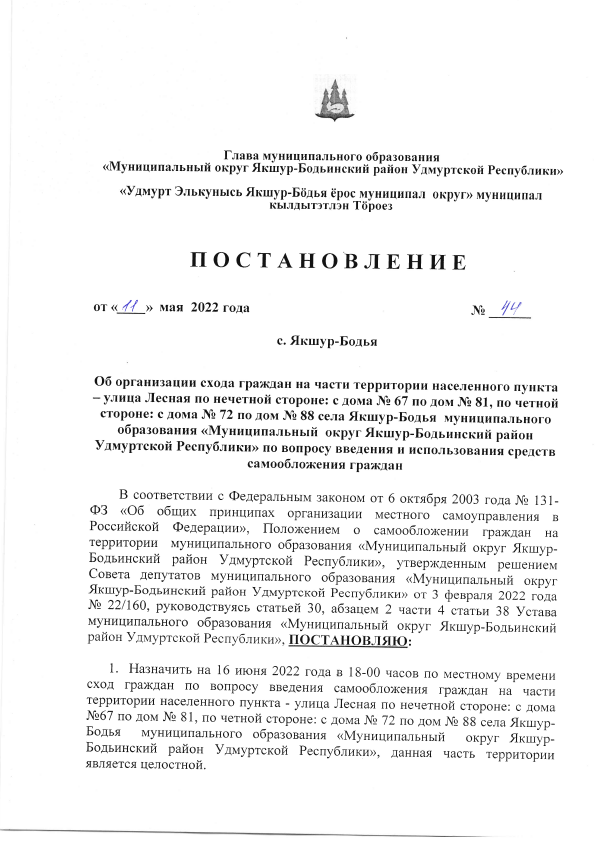 Глава муниципального образования
«Муниципальный округ Якшур-Бодьинский район Удмуртской Республики»
«Удмурт Элькунысь Якшур-Бӧдья ёрос муниципал округ» муниципал
кылдытэтлэн Тӧроез
ПОСТАНОВЛЕНИЕ
от «11» мая 2022 года № 44
с. Якшур-Бодья
Об организации схода граждан на части территории населенного пункта
– улица Лесная по нечетной стороне: с дома № 67 по дом № 81, по четной
стороне: с дома № 72 по дом № 88 села Якшур-Бодья муниципального
образования «Муниципальный округ Якшур-Бодьинский район
Удмуртской Республики» по вопросу введения и использования средств
самообложения граждан
В соответствии с Федеральным законом от 6 октября 2003 года № 131-
ФЗ «Об общих принципах организации местного самоуправления в
Российской Федерации», Положением о самообложении граждан на
территории муниципального образования «Муниципальный округ Якшур-
Бодьинский район Удмуртской Республики», утвержденным решением
Совета депутатов муниципального образования «Муниципальный округ
Якшур-Бодьинский район Удмуртской Республики» от 3 февраля 2022 года
№ 22/160, руководствуясь статьей 30, абзацем 2 части 4 статьи 38 Устава
муниципального образования «Муниципальный округ Якшур-Бодьинский
район Удмуртской Республики», ПОСТАНОВЛЯЮ:
1. Назначить на 16 июня 2022 года в 18-00 часов по местному времени
сход граждан по вопросу введения самообложения граждан на части
территории населенного пункта - улица Лесная по нечетной стороне: с дома
№67 по дом № 81, по четной стороне: с дома № 72 по дом № 88 села Якшур-
Бодья муниципального образования «Муниципальный округ Якшур-
Бодьинский район Удмуртской Республики», данная часть территории
является целостной.